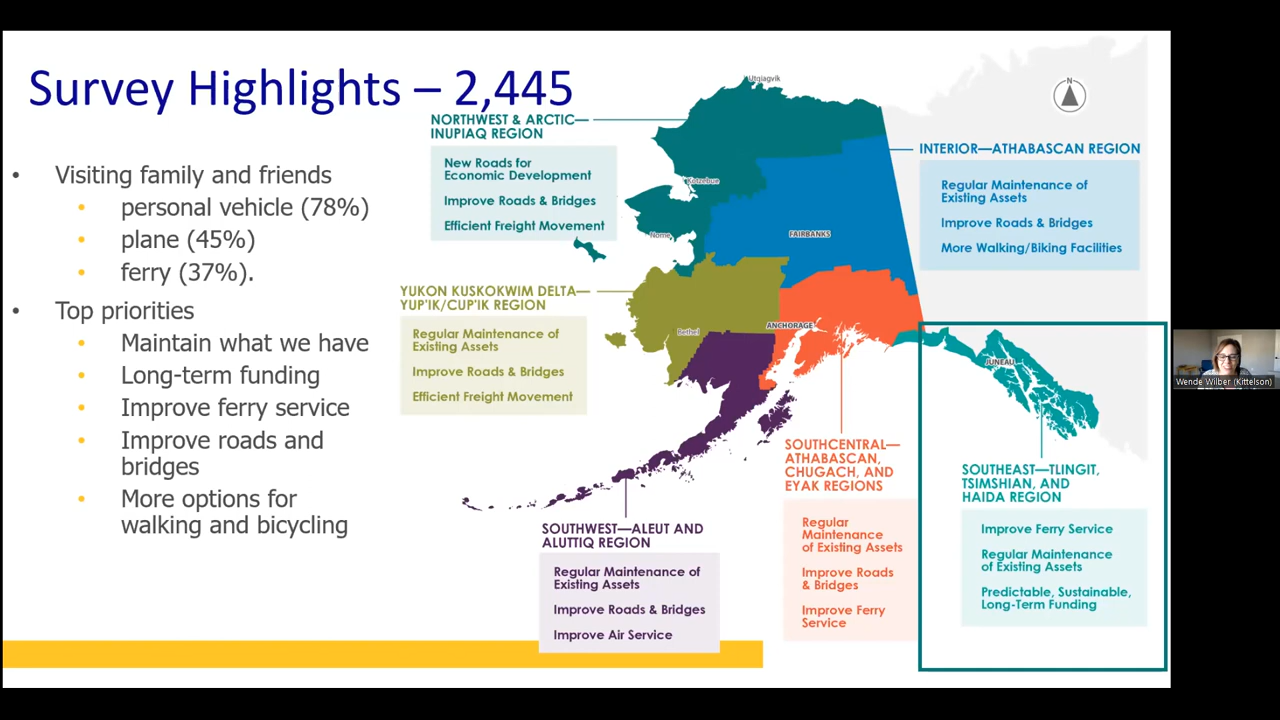 Survey Highlights – 2,445
• Visiting family and friends
• personal vehicle (78%)
• plane (45%)
• ferry (37%).
• Top priorities
• Maintain what we have
• Long-term funding
• Improve ferry service
• Improve roads and
bridges
• More options for
walking and bicycling
NORTHWEST & ARCTIC—
INUPIAQ REGION
New Roads for
Economic Development
Improve Roads & Bridges
Efficient Freight Movement
YUKON KUSKOKWIM DELTA—
YUP'IK/CUP'IK REGION
Regular Maintenance of
Existing Assets
Improve Roads & Bridges
Efficient Freight Movement
SOUTHWEST—ALEUT AND
ALUTTIQ REGION
Regular Maintenance of
Existing Assets
Improve Roads & Bridges
Improve Air Service
Utqiagvik
Kotzebue
Nome
FAIRBANKS
Bethel
ANCHORAGE
JUNEAU
N
INTERIOR—ATHABASCAN REGION
Regular Maintenance of
Existing Assets
Improve Roads & Bridges
More Walking/Biking Facilities
SOUTHCENTRAL—
ATHABASCAN,
CHUGACH, AND
EYAK REGIONS
Regular
Maintenance
of Existing Assets
Improve Roads
& Bridges
Improve Ferry
Service
SOUTHEAST—TLINGIT,
TSIMSHIAN, AND
HAIDA REGION
Improve Ferry Service
Regular Maintenance
of Existing Assets
Predictable, Sustainable,
Long-Term Funding
Wende Wilber (Kittelson)